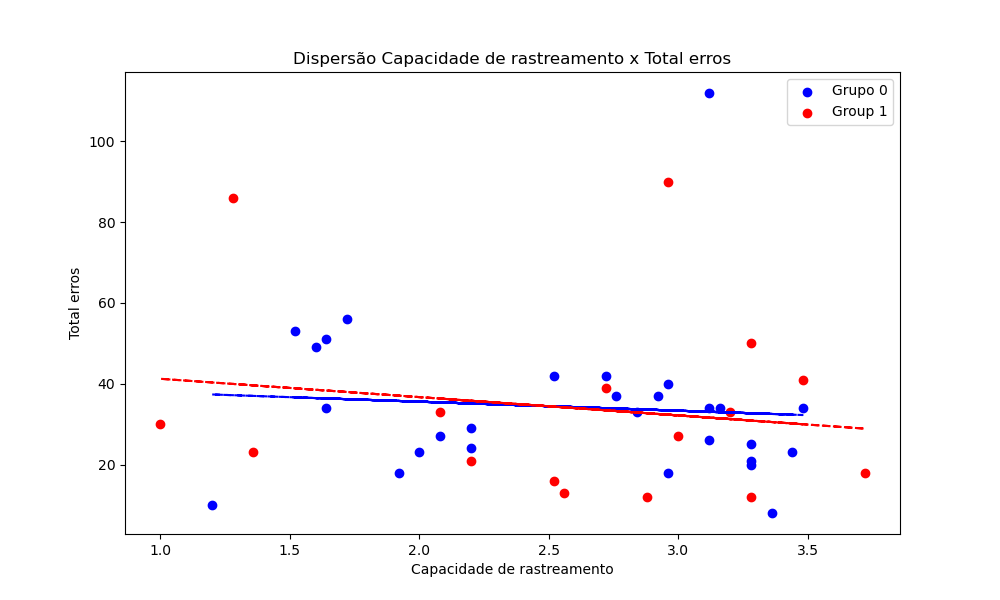 Dispersão Capacidade de rastreamento x Total erros
Grupo 0
Group 1
100
80
60
40
20
Total erros
1.0 1.5 2.0 2.5 3.0 3.5
Capacidade de rastreamento